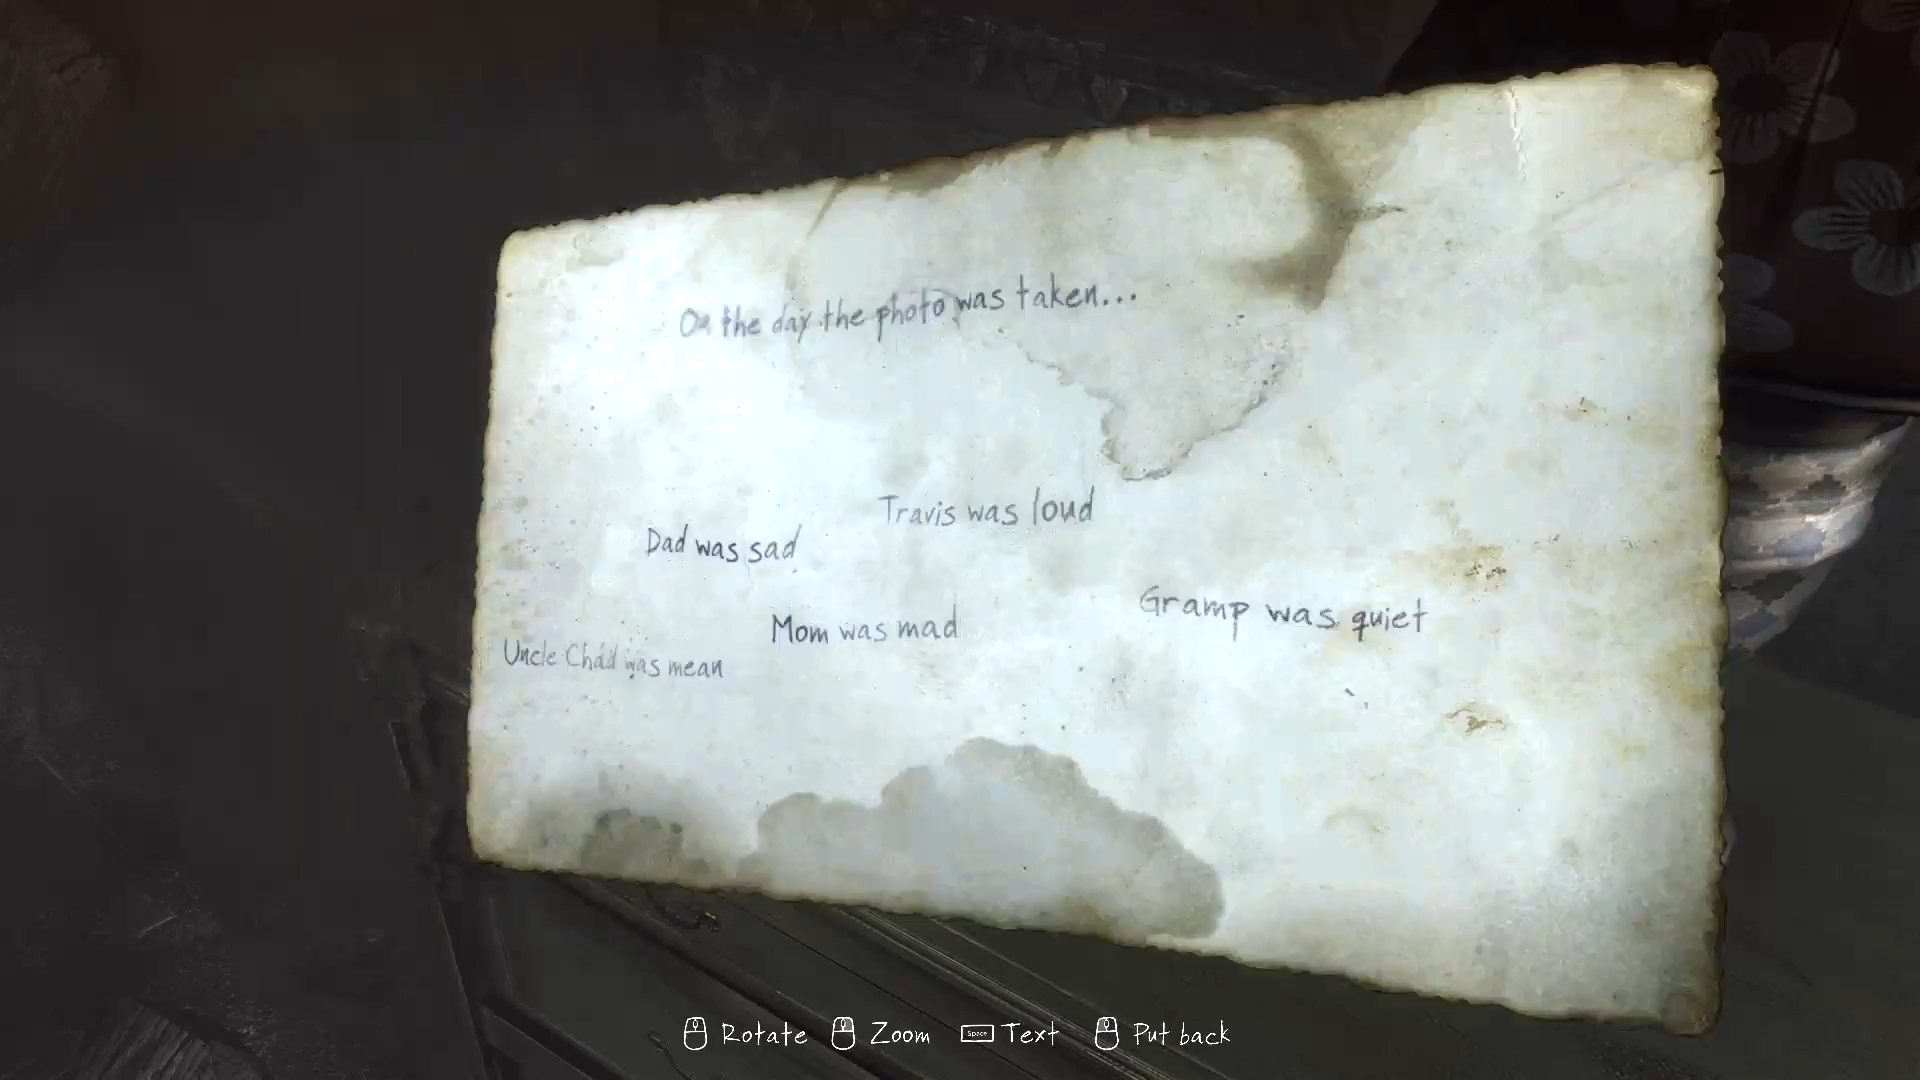 On the day the photo was taken...
Travis was loud
Dad was sad
Gramp was quiet
Mom was mad
Uncle Chad was mean
Rotate Zoom Space Text Put back